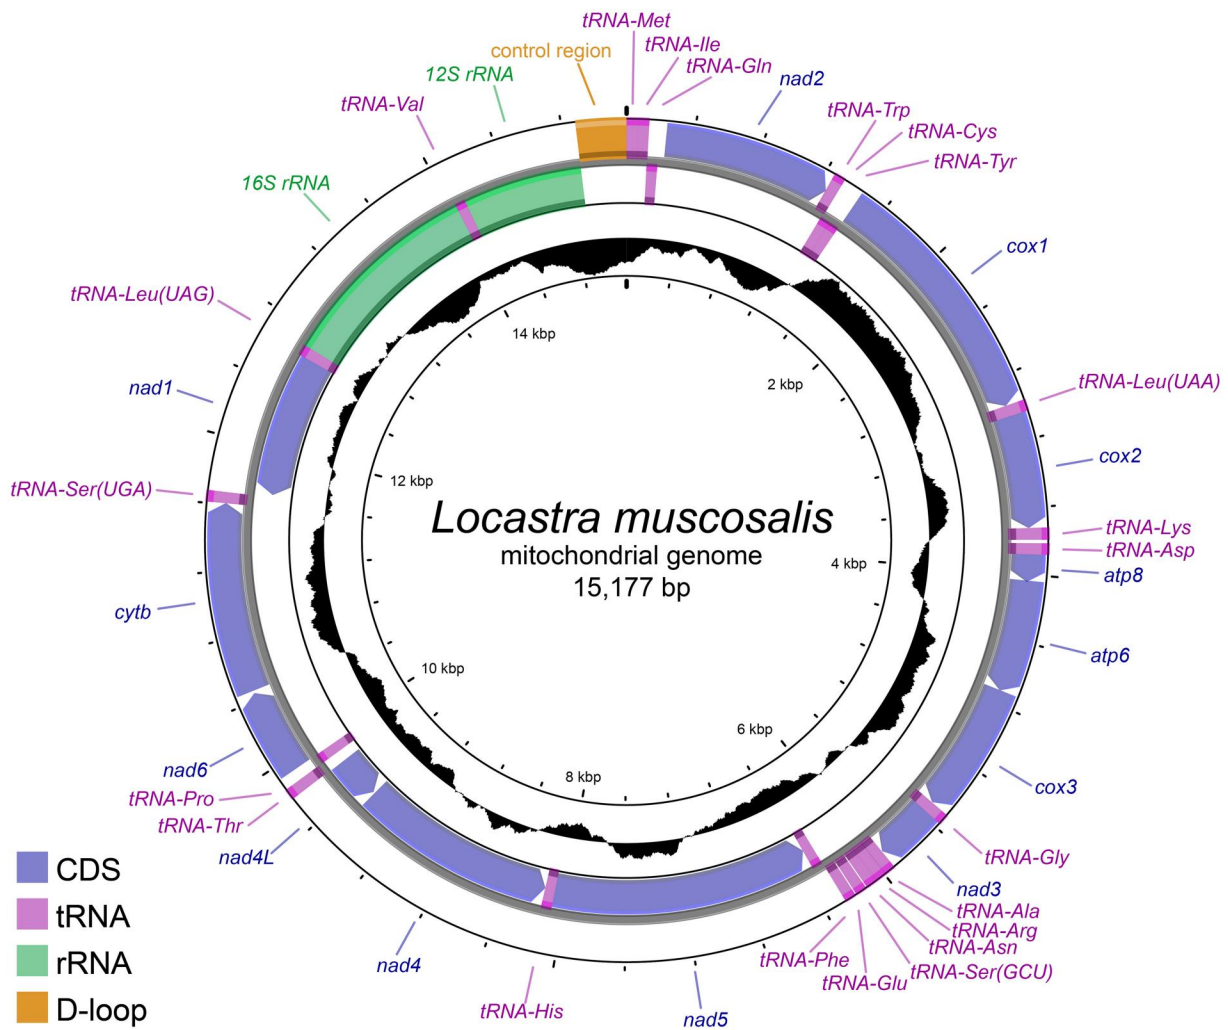 tRNA-Met
tRNA-Ile
tRNA-Gln
nad2
tRNA-Trp
tRNA-Cys
tRNA-Tyr
cox1
tRNA-Leu(UAA)
cox2
tRNA-Lys
tRNA-Asp
atp8
atp6
cox3
tRNA-Gly
nad3
tRNA-Ala
tRNA-Arg
tRNA-Asn
tRNA-Ser(GCU)
tRNA-Glu
tRNA-Phe
nad5
tRNA-His
nad4
nad4L
tRNA-Thr
tRNA-Pro
nad6
cytb
tRNA-Ser(UGA)
nad1
tRNA-Leu(UAG)
16S rRNA
tRNA-Val
12S rRNA
control region
2 kbp
4 kbp
6 kbp
8 kbp
10 kbp
12 kbp
14 kbp
Locastra muscosalis
mitochondrial genome
15,177 bp
CDS
tRNA
rRNA
D-loop